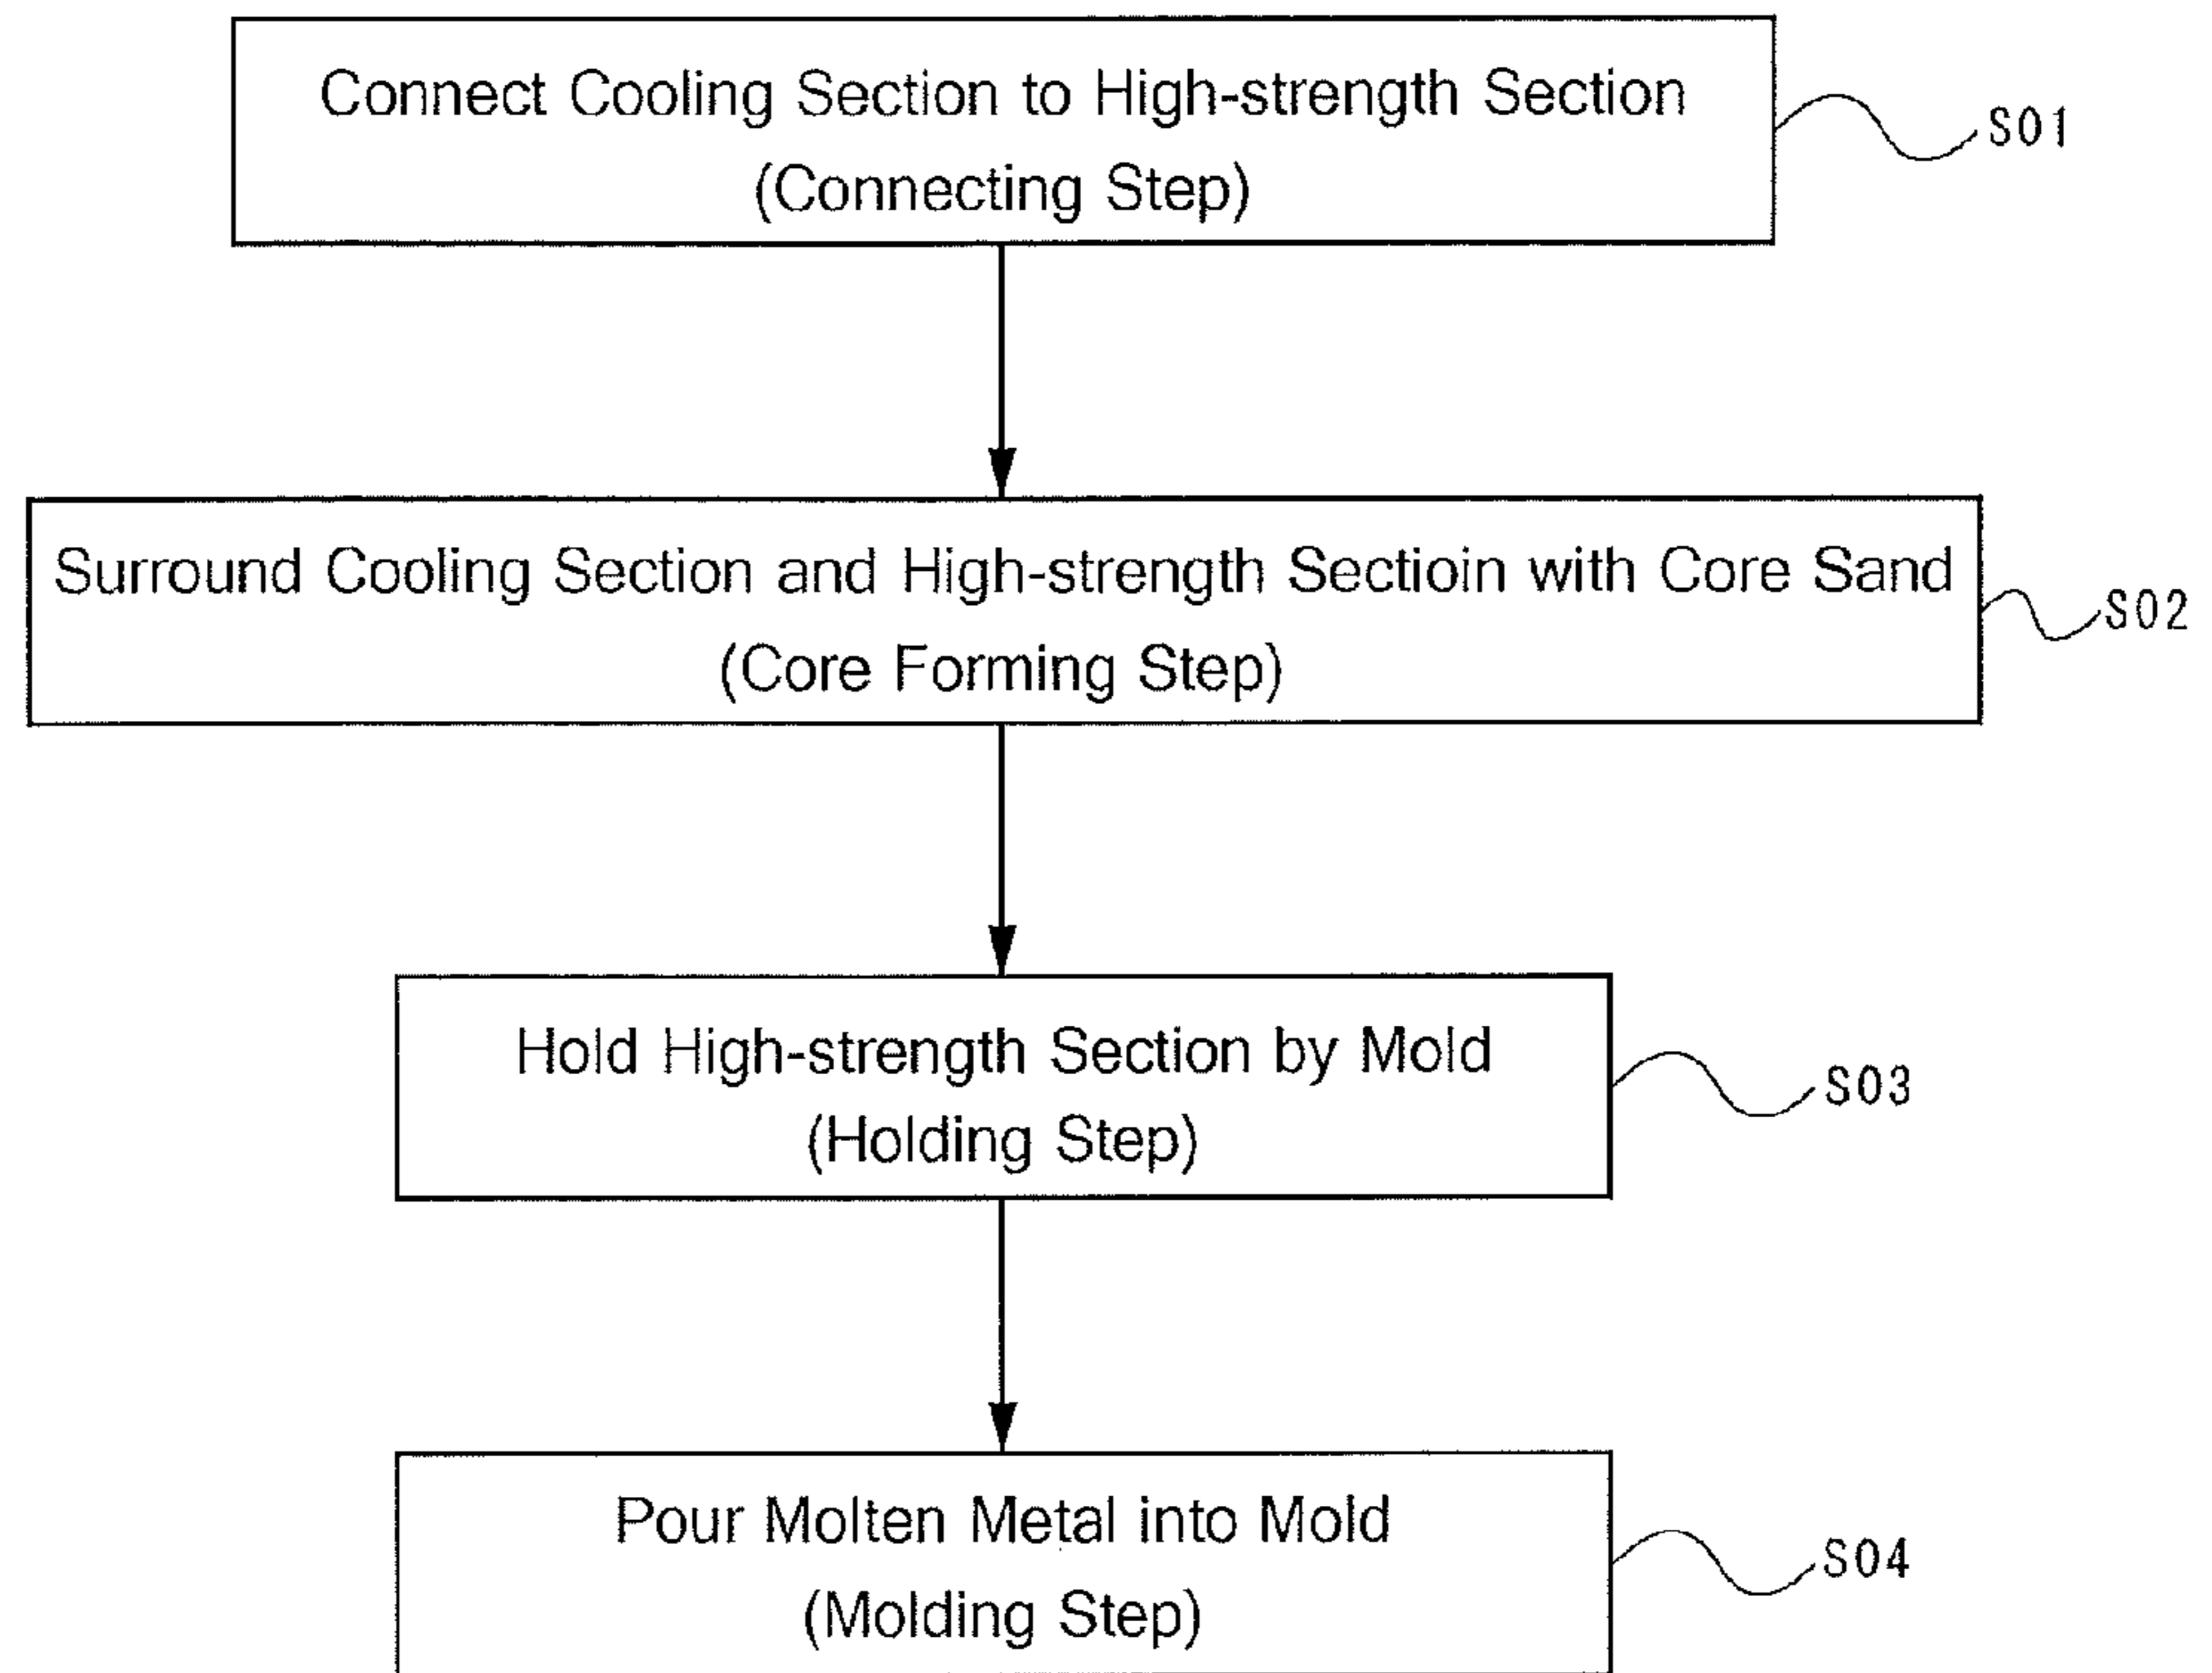 Connect Cooling Section to High-strength Section
(Connecting Step)
S01
Surround Cooling Section and High-strength Sectioin with Core Sand
(Core Forming Step)
S02
Hold High-strength Section by Mold
(Holding Step)
S03
Pour Molten Metal into Mold
(Molding Step)
S04